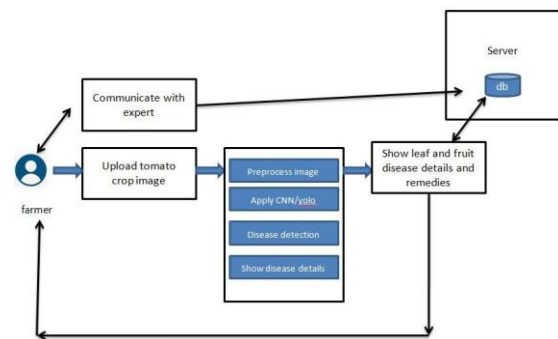 Server
db
Communicate with
expert
Upload tomato
crop image
Preprocess image
Apply CNN/yolo
Disease detection
Show disease details
Show leaf and fruit
disease details and
remedies
farmer